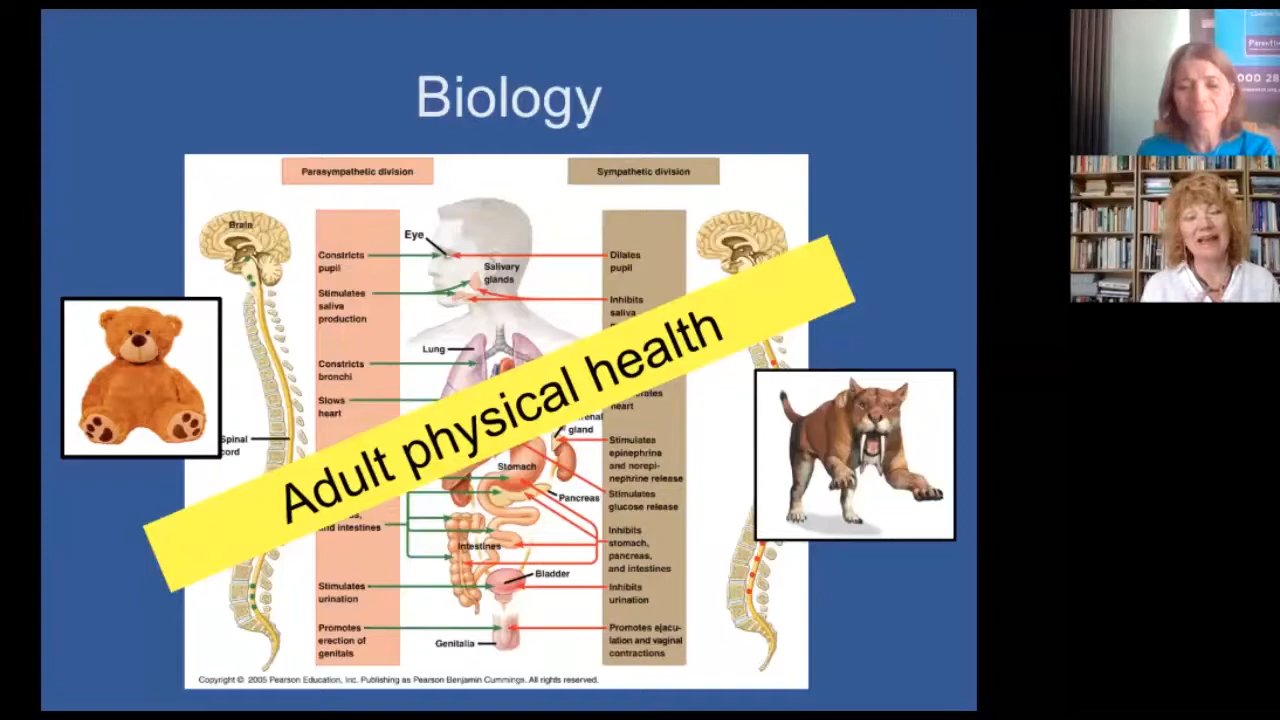 Biology
Parasympathetic division
Sympathetic division
Brain
Eye
Constricts
pupil
Dilates
pupil
Salivary
glands
Stimulates
saliva
production
Inhibits
saliva
Lung
Constricts
bronchi
Slows
heart
heart
gland
Adult physical health
Spinal
cord
Stimulates
epinephrine
and norepi-
nephrine release
Stomach
Pancreas
Stimulates
glucose release
and intestines
Inhibits
stomach,
pancreas,
and intestines
Intestines
Bladder
Stimulates
urination
Inhibits
urination
Promotes
erection of
genitals
Genitalia
Promotes ejacu-
lation and vaginal
contractions
Copyright © 2005 Pearson Education, Inc. Publishing as Pearson Benjamin Cummings. All rights reserved.
000 28